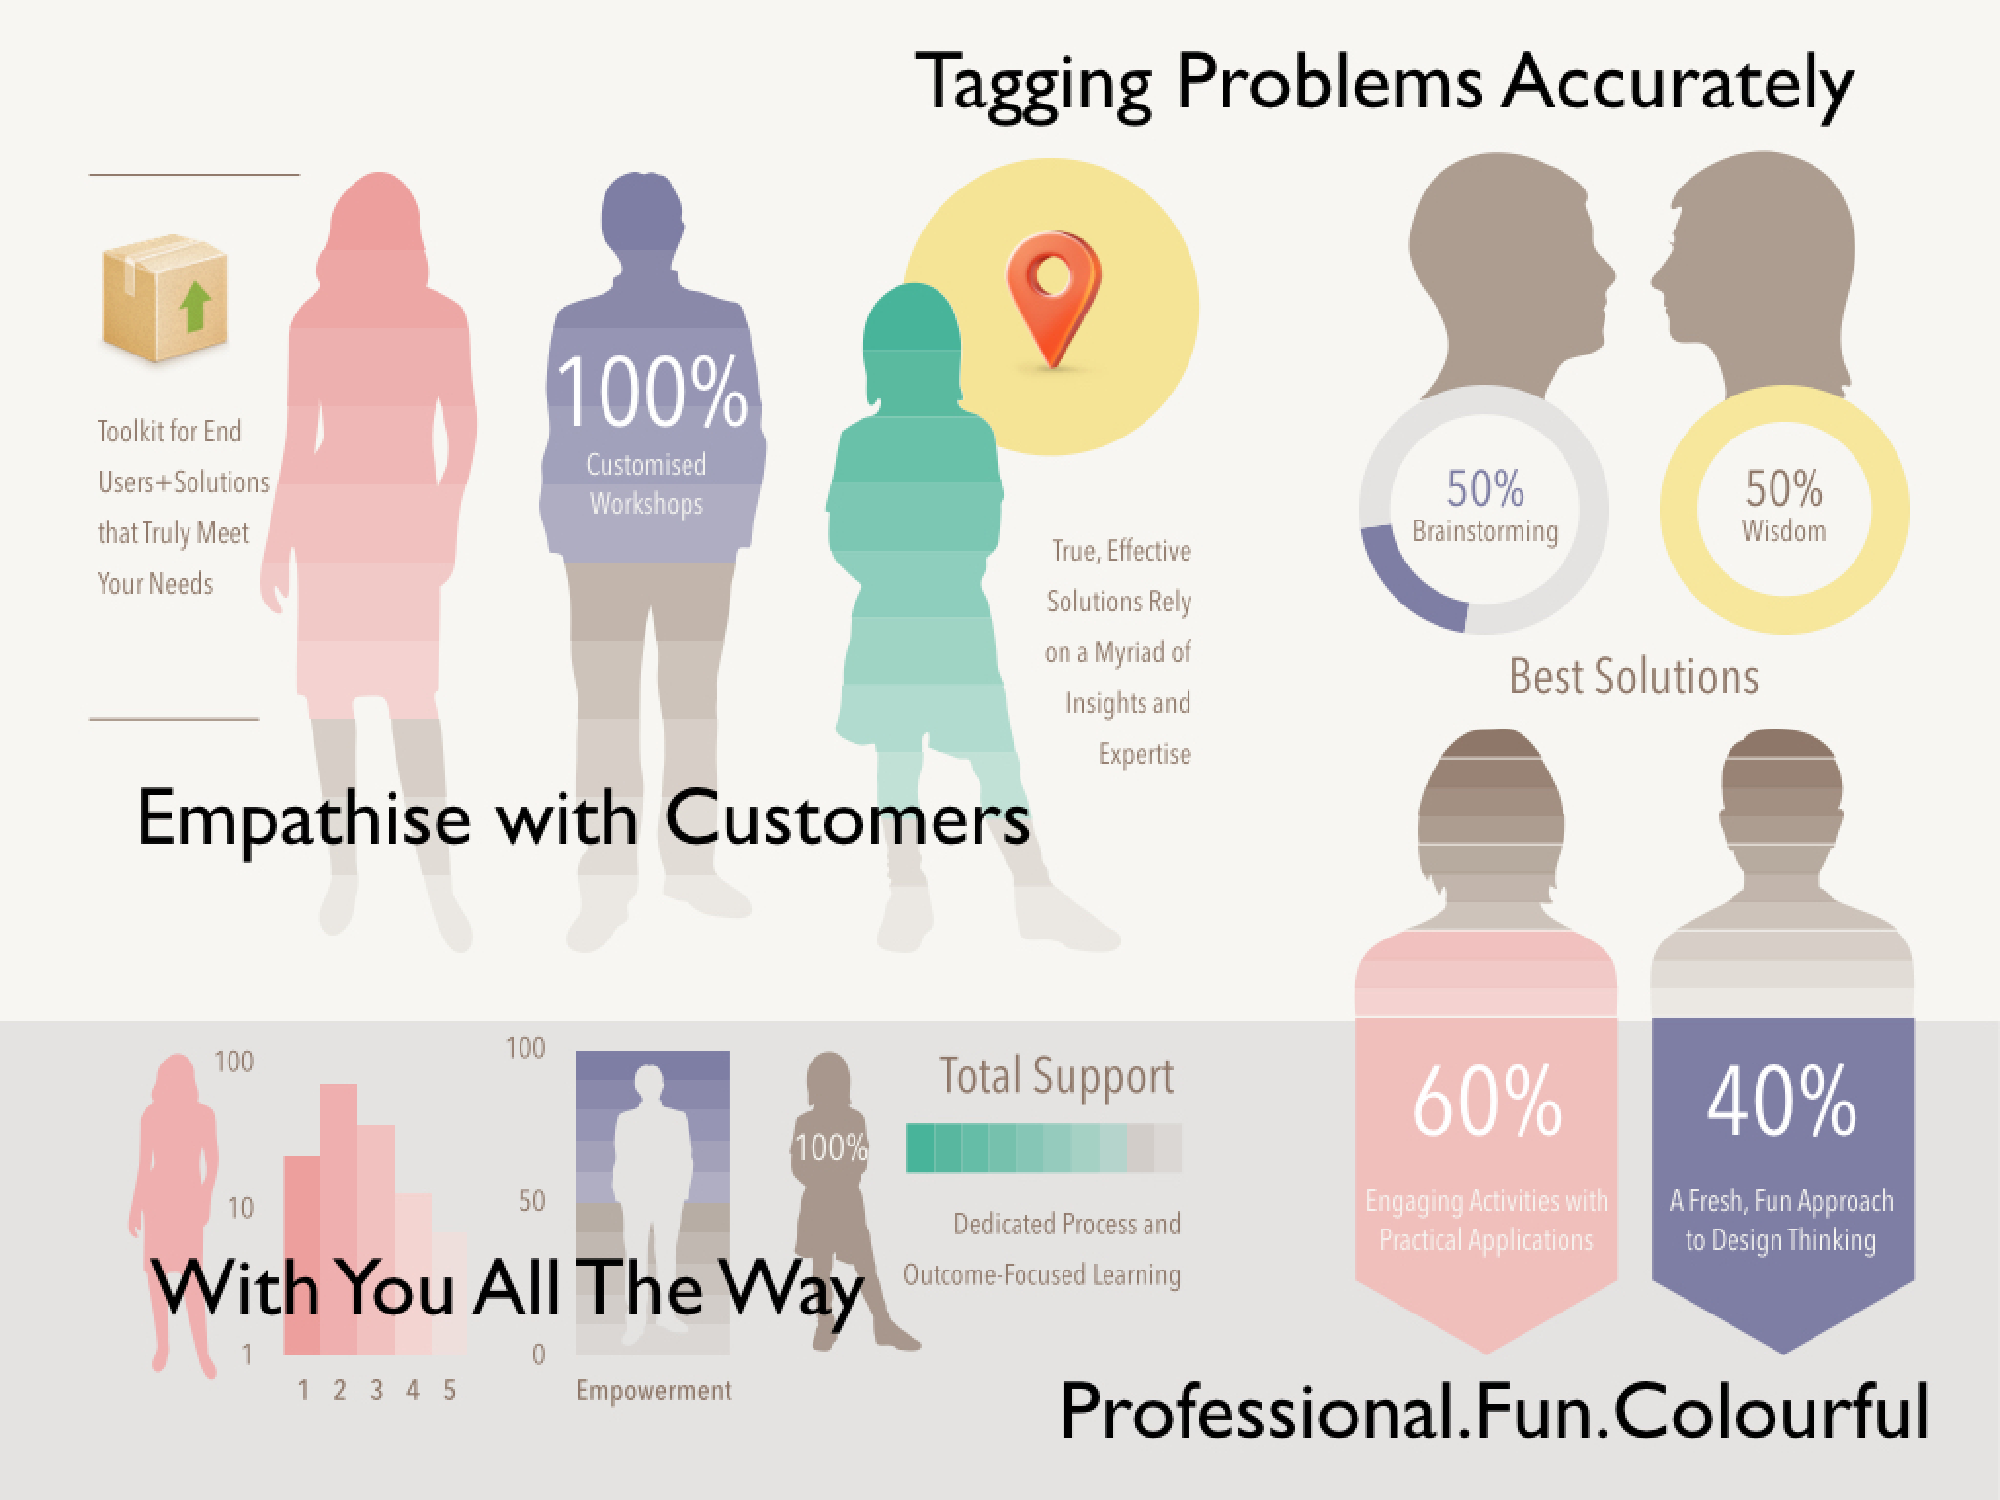 Tagging Problems Accurately
Toolkit for End
Users+Solutions
that Truly Meet
Your Needs
100%
Customised
Workshops
True, Effective
Solutions Rely
on a Myriad of
Insights and
Expertise
50%
Brainstorming
50%
Wisdom
Best Solutions
Empathise with Customers
100
10
1
1 2 3 4 5
100
50
0
Empowerment
100%
Total Support
Dedicated Process and
Outcome-Focused Learning
With You All The Way
60%
Engaging Activities with
Practical Applications
40%
A Fresh, Fun Approach
to Design Thinking
Professional.Fun.Colourful